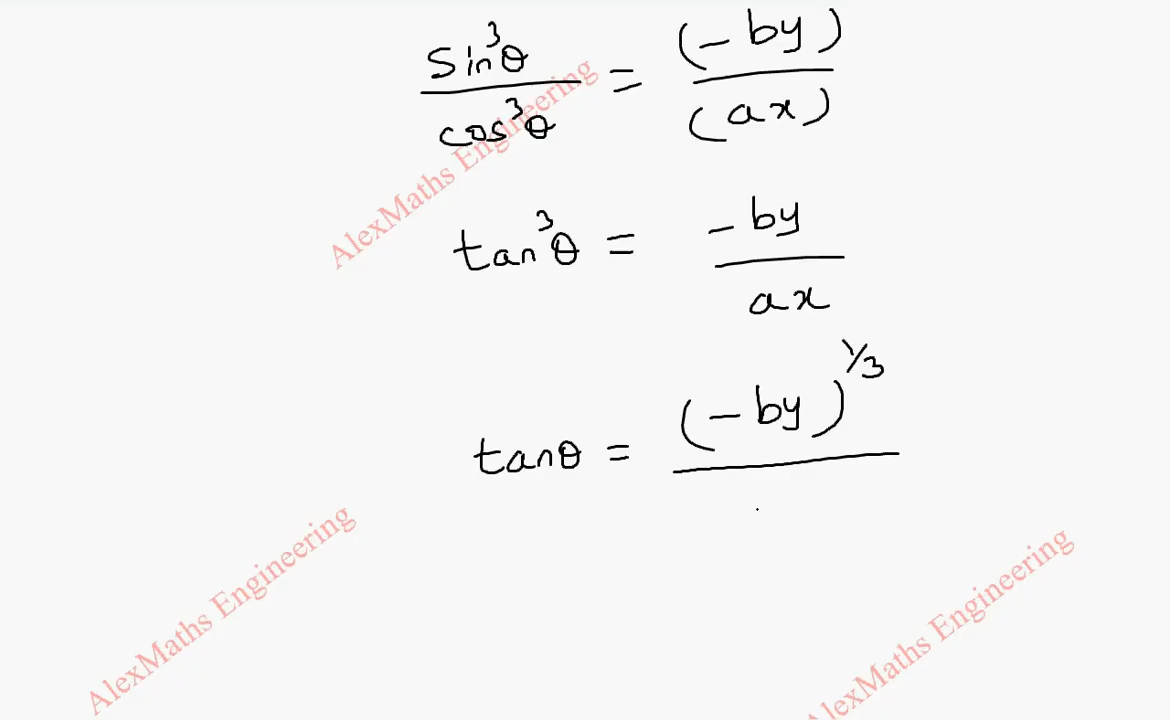 sin³θ / cos³θ = (-by) / (ax)
AlexMaths Engineering
tan³θ = -by / ax
tanθ = (-by)^1/3 /
AlexMaths Engineering
AlexMaths Engineering